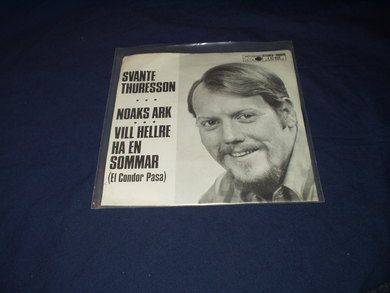 SVANTE
THURESSON
NOAKS ARK
VILL HELLRE
HA EN
SOMMAR
(El Condor Pasa)